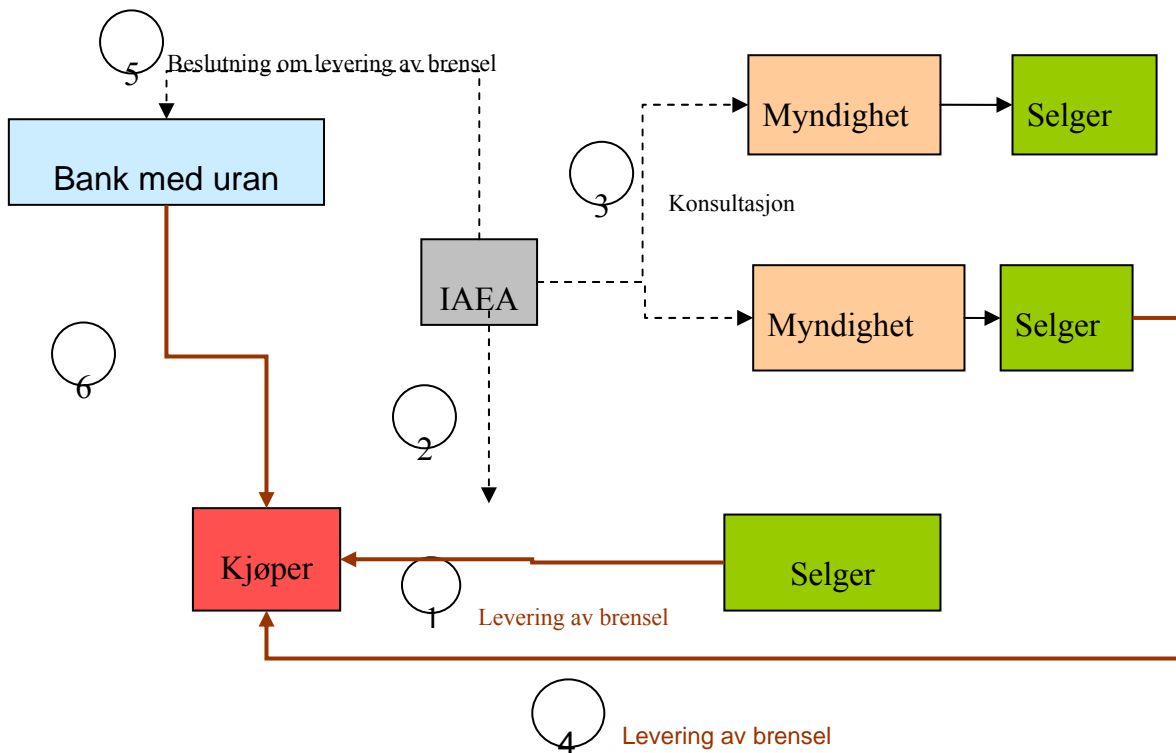 5
Beslutning om levering av brensel
Myndighet
Selger
Bank med uran
3
Konsultasjon
IAEA
Myndighet
Selger
6
2
Kjøper
Selger
1
Levering av brensel
4
Levering av brensel